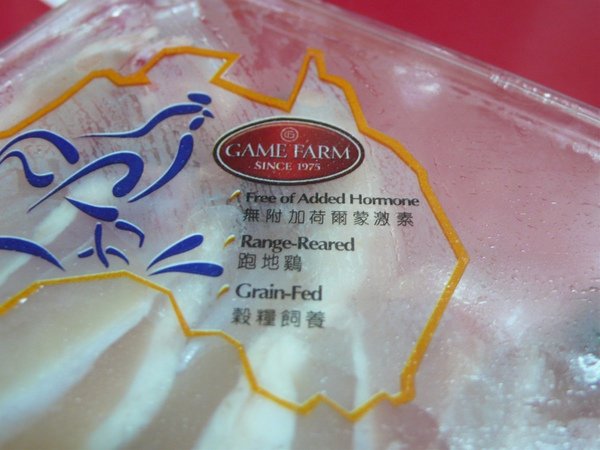 GAME FARM
SINCE 1975
Free of Added Hormone
無附加荷爾蒙激素
Range-Reared
跑地鷄
Grain-Fed
穀糧飼養